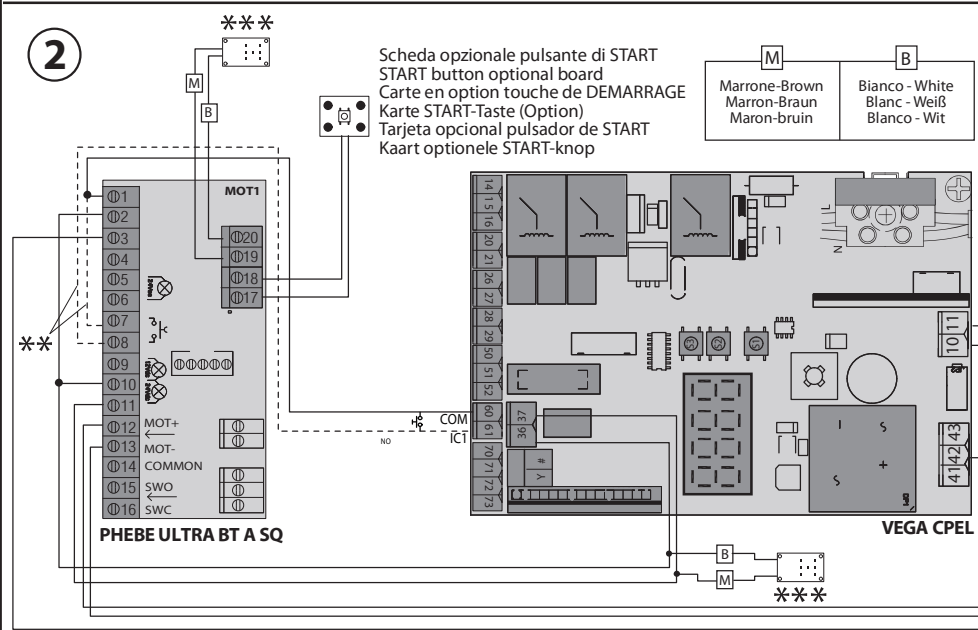 2
***
M
B
Scheda opzionale pulsante di START
START button optional board
Carte en option touche de DEMARRAGE
Karte START-Taste (Option)
Tarjeta opcional pulsador de START
Kaart optionele START-knop
M
B
Marrone-Brown
Marron-Braun
Maron-bruin
Bianco - White
Blanc - Weiß
Blanco - Wit
MOT1
1
2
3
4
5
6
7
8
9
10
11
12 MOT+
13 MOT-
14 COMMON
15 SWO
16 SWC
20
19
18
17
**
PHEBE ULTRA BT A SQ
NO
COM
IC1
14
15
16
20
21
26
27
28
29
50
51
52
60
61
70
71
72
73
37
36
#
Y
S3
S2
S1
L
N
11
10
43
42
41
DP1
VEGA CPEL
B
M
***